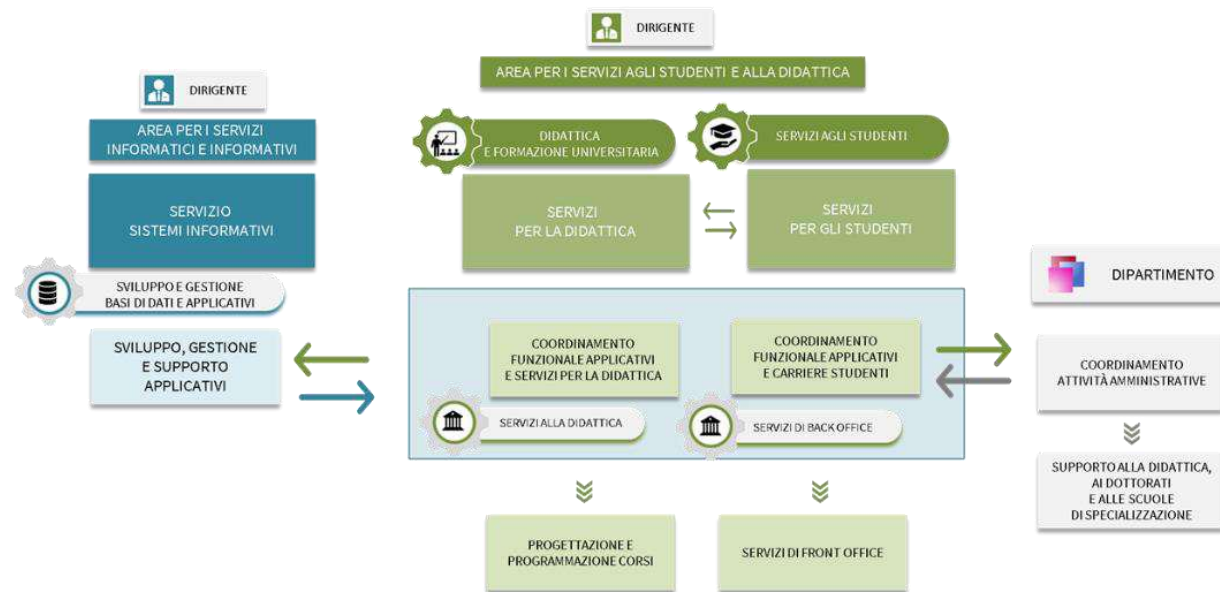 DIRIGENTE
AREA PER I SERVIZI AGLI STUDENTI E ALLA DIDATTICA
DIRIGENTE
AREA PER I SERVIZI
INFORMATICI E INFORMATIVI
DIDATTICA
E FORMAZIONE UNIVERSITARIA
SERVIZI AGLI STUDENTI
SERVIZIO
SISTEMI INFORMATIVI
SERVIZI
PER LA DIDATTICA
SERVIZI
PER GLI STUDENTI
SVILUPPO E GESTIONE
BASI DI DATI E APPLICATIVI
DIPARTIMENTO
SVILUPPO, GESTIONE
E SUPPORTO
APPLICATIVI
COORDINAMENTO
FUNZIONALE APPLICATIVI
E SERVIZI PER LA DIDATTICA
COORDINAMENTO
FUNZIONALE APPLICATIVI
E CARRIERE STUDENTI
COORDINAMENTO
ATTIVITÀ AMMINISTRATIVE
SERVIZI ALLA DIDATTICA
SERVIZI DI BACK OFFICE
SUPPORTO ALLA DIDATTICA,
AI DOTTORATI
E ALLE SCUOLE
DI SPECIALIZZAZIONE
PROGETTAZIONE E
PROGRAMMAZIONE CORSI
SERVIZI DI FRONT OFFICE